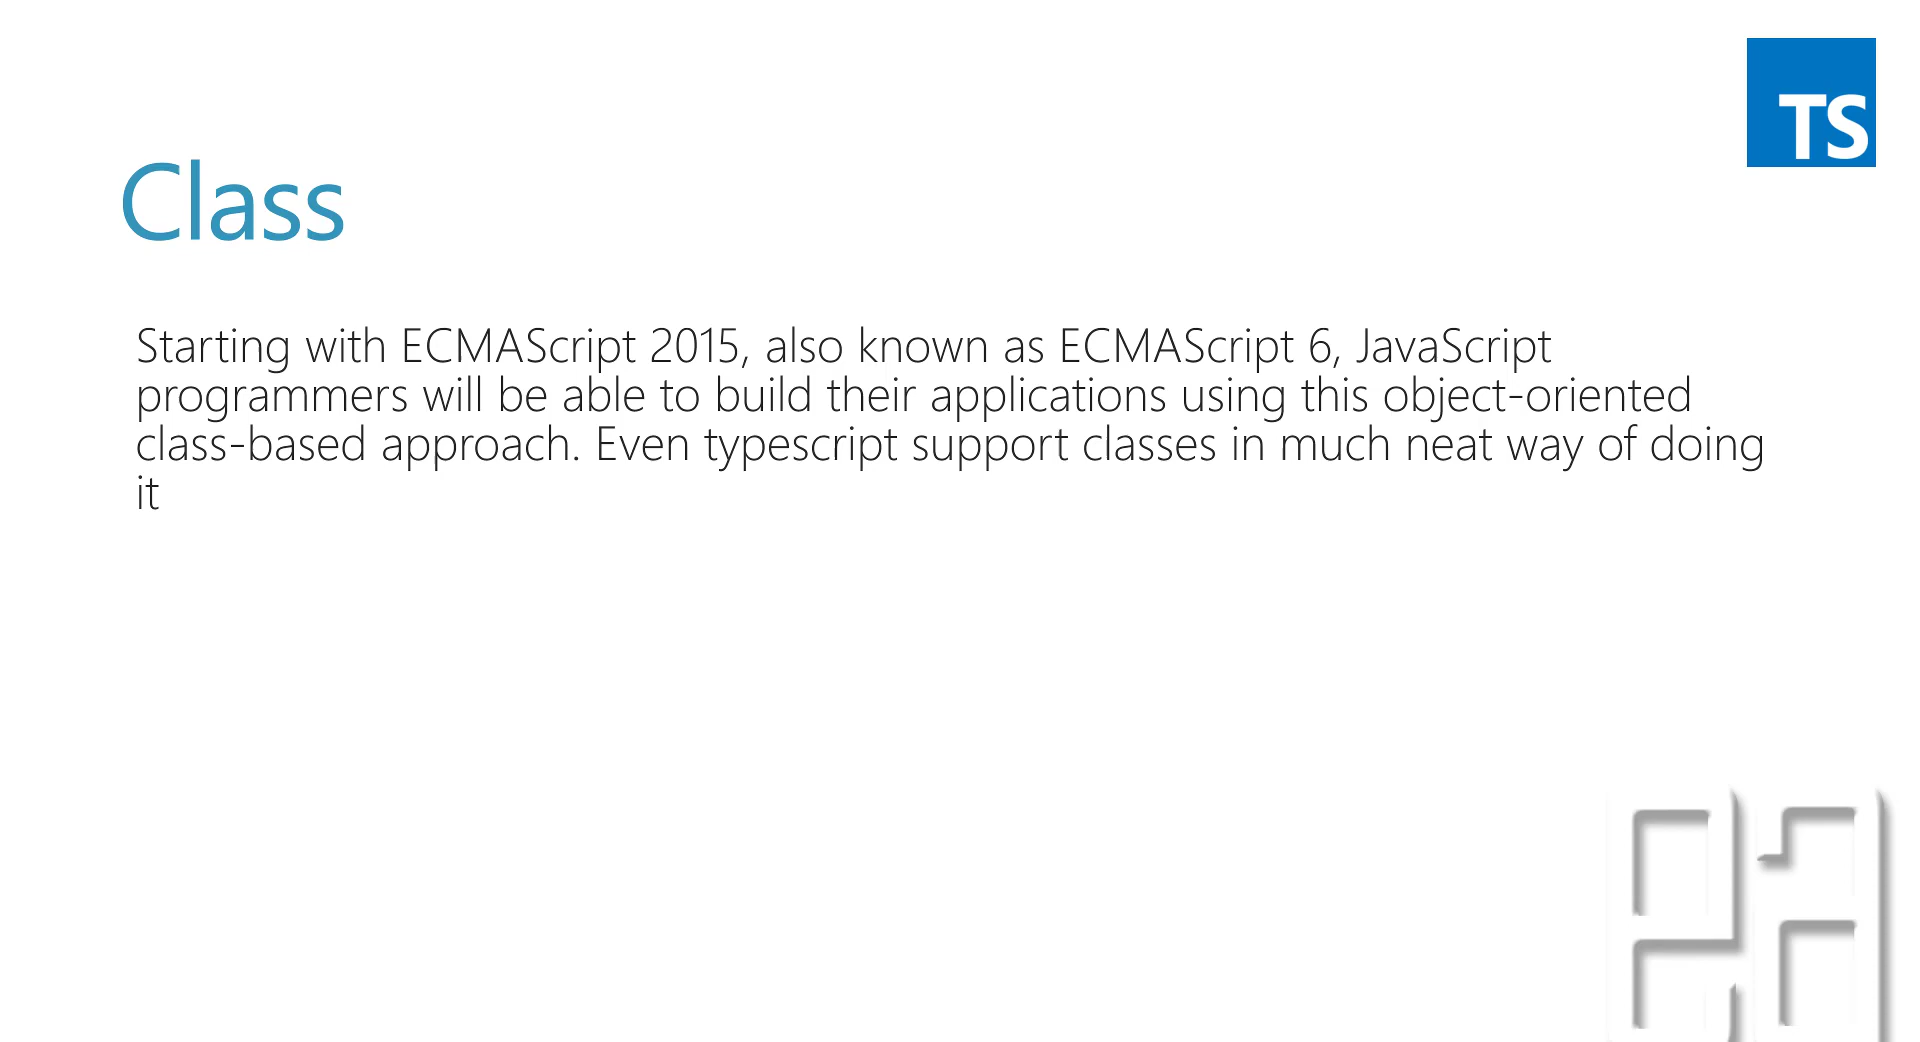 TS
Class
Starting with ECMAScript 2015, also known as ECMAScript 6, JavaScript
programmers will be able to build their applications using this object-oriented
class-based approach. Even typescript support classes in much neat way of doing
it